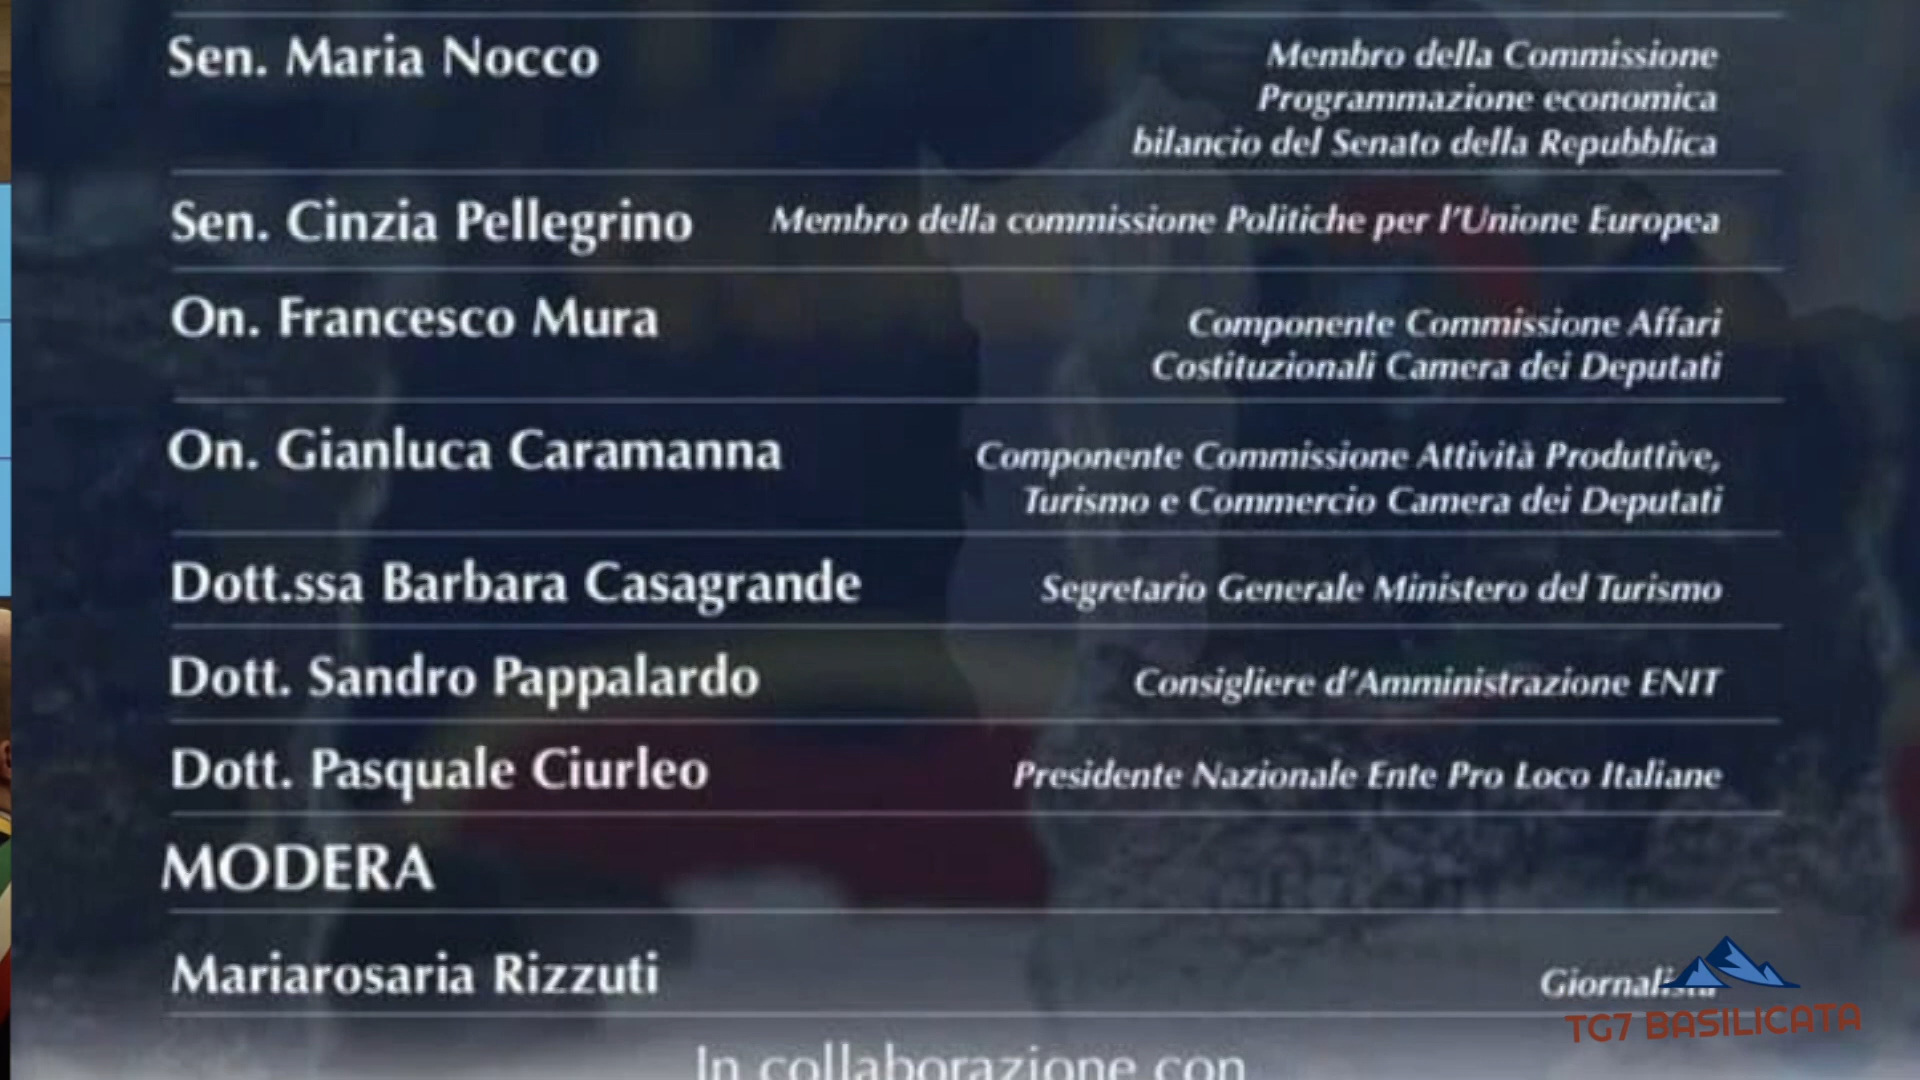 Sen. Maria Nocco
Membro della Commissione
Programmazione economica
bilancio del Senato della Repubblica
Sen. Cinzia Pellegrino
Membro della commissione Politiche per l'Unione Europea
On. Francesco Mura
Componente Commissione Affari
Costituzionali Camera dei Deputati
On. Gianluca Caramanna
Componente Commissione Attività Produttive,
Turismo e Commercio Camera dei Deputati
Dott.ssa Barbara Casagrande
Segretario Generale Ministero del Turismo
Dott. Sandro Pappalardo
Consigliere d'Amministrazione ENIT
Dott. Pasquale Ciurleo
Presidente Nazionale Ente Pro Loco Italiane
MODERA
Mariarosaria Rizzuti
Giornalista
TG7 BASILICATA
In collaborazione con